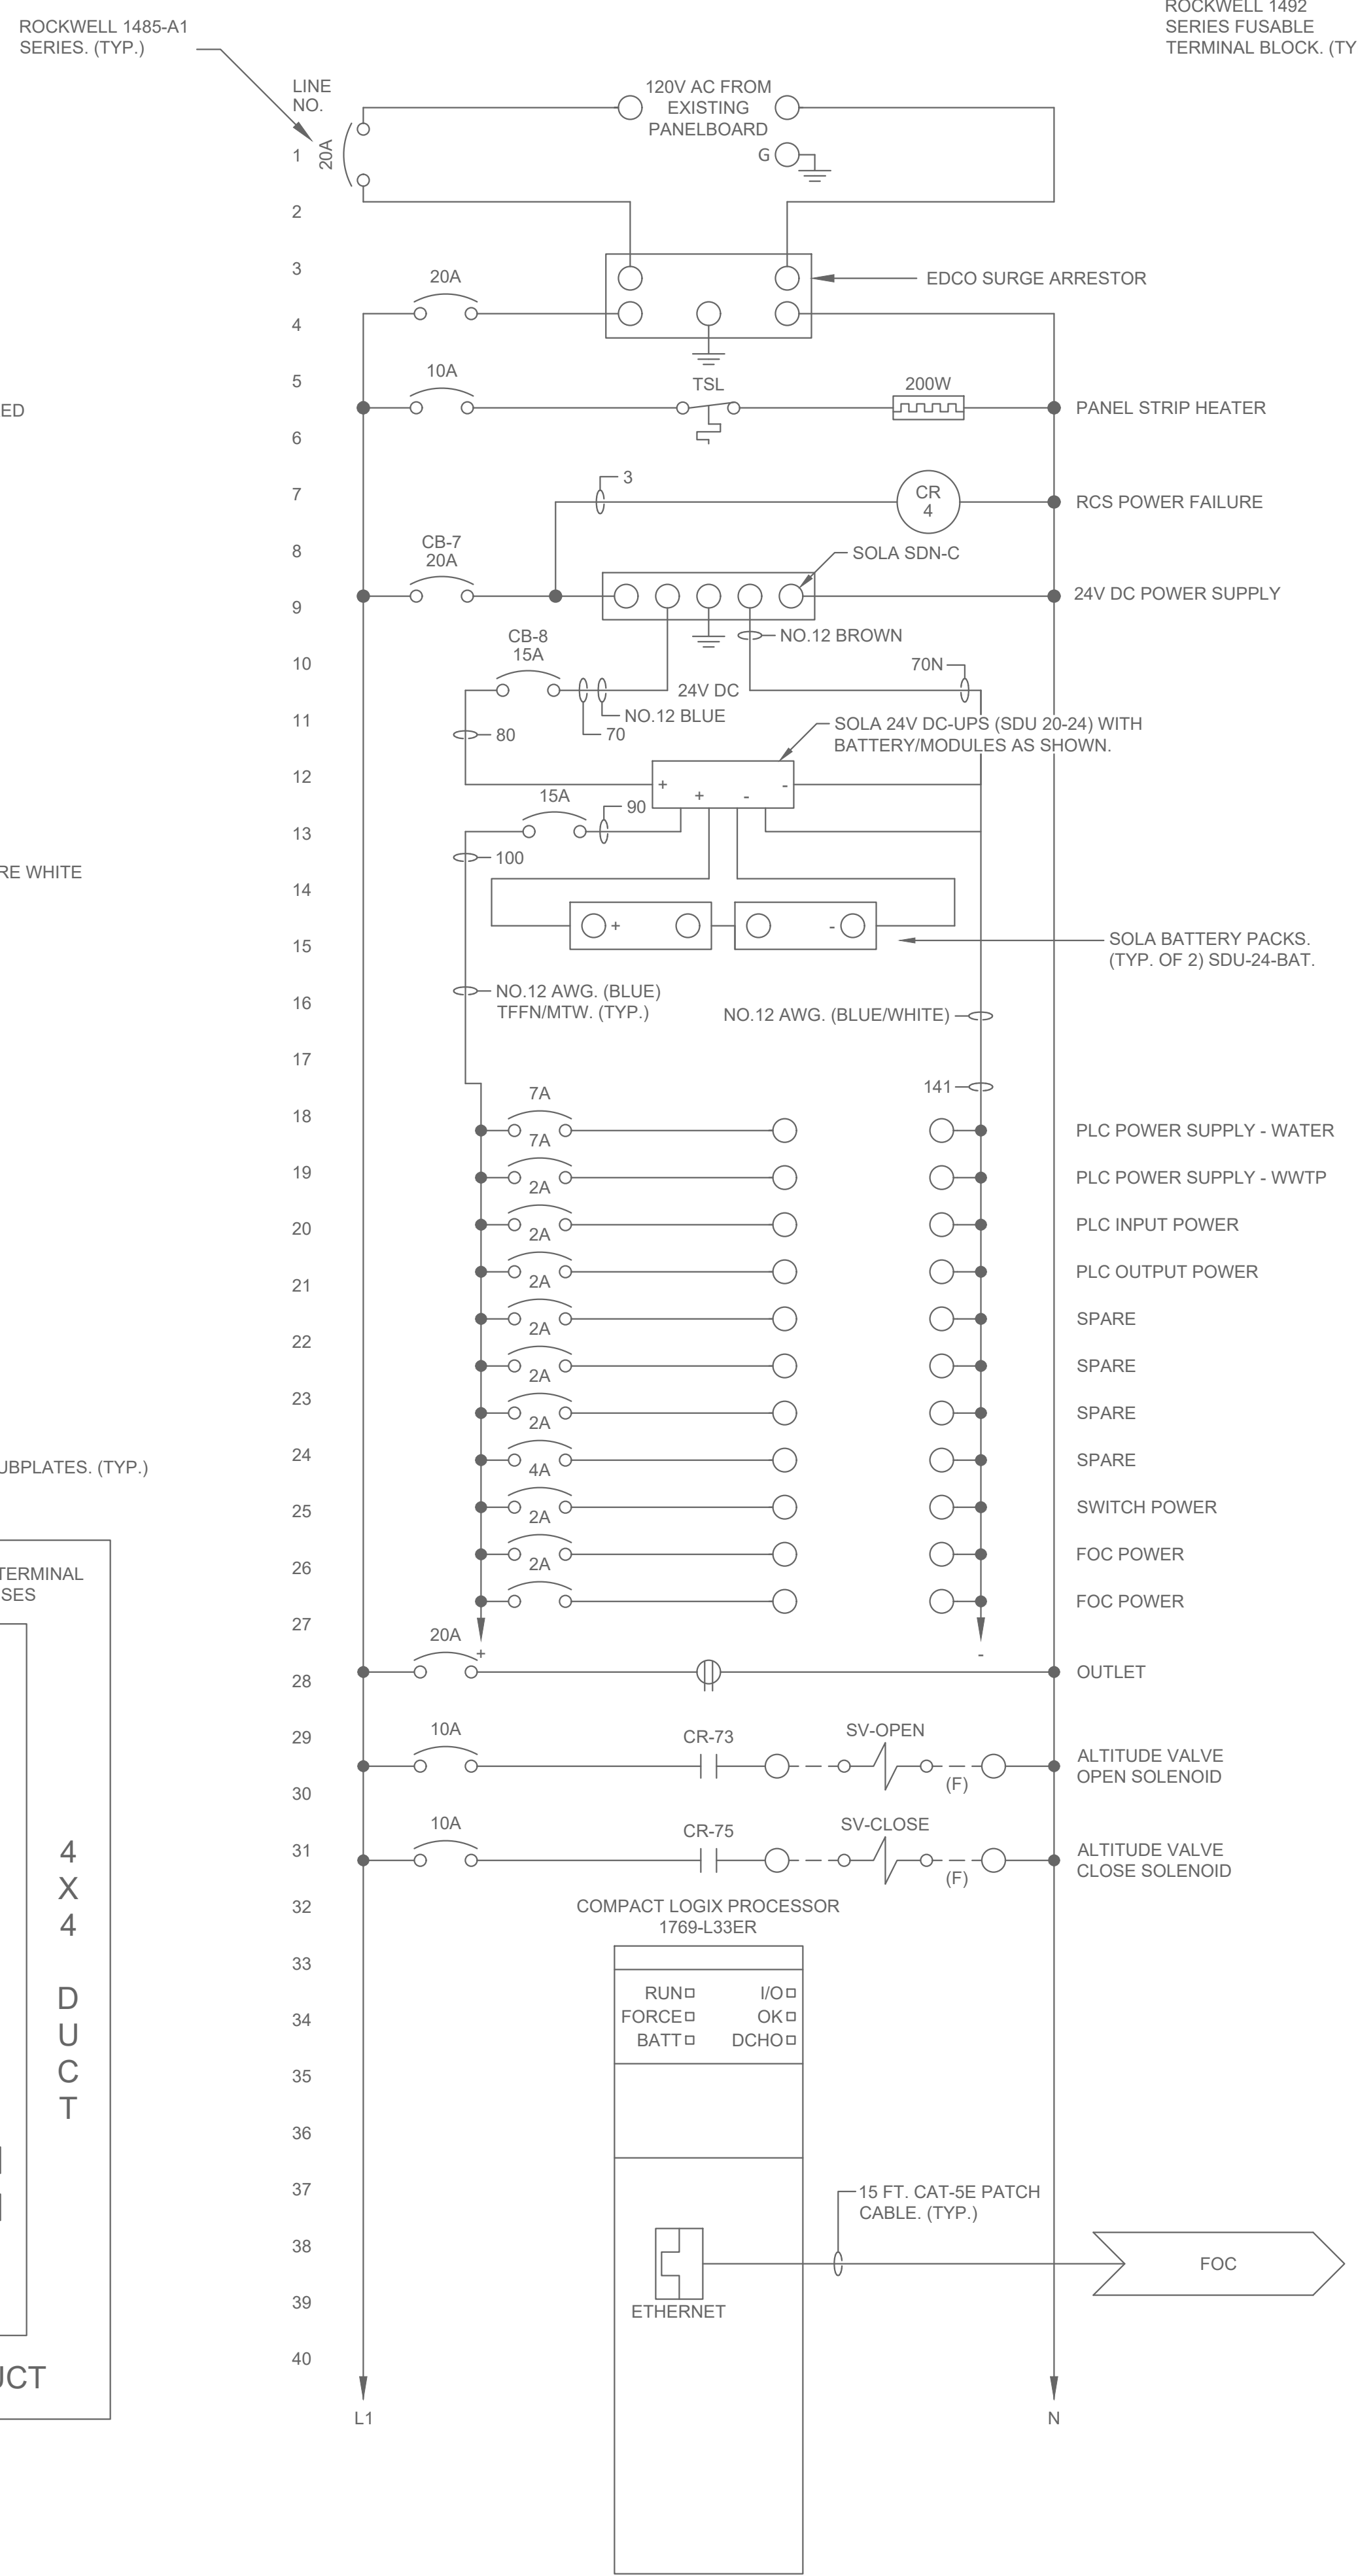 ROCKWELL 1485-A1
SERIES. (TYP.)
ROCKWELL 1492
SERIES FUSABLE
TERMINAL BLOCK. (TY
LINE
NO.
120V AC FROM
EXISTING
PANELBOARD
1
20A
G
2
3
20A
EDCO SURGE ARRESTOR
4
5
10A
TSL
200W
ED
PANEL STRIP HEATER
6
7
3
CR
4
RCS POWER FAILURE
8
CB-7
20A
SOLA SDN-C
9
24V DC POWER SUPPLY
NO.12 BROWN
10
CB-8
15A
70N
24V DC
11
NO.12 BLUE
70
80
SOLA 24V DC-UPS (SDU 20-24) WITH
BATTERY/MODULES AS SHOWN.
12
+
+
-
-
15A
90
13
100
RE WHITE
14
+
-
15
SOLA BATTERY PACKS.
(TYP. OF 2) SDU-24-BAT.
16
NO.12 AWG. (BLUE)
TFFN/MTW. (TYP.)
NO.12 AWG. (BLUE/WHITE)
17
141
7A
18
PLC POWER SUPPLY - WATER
7A
19
PLC POWER SUPPLY - WWTP
2A
20
PLC INPUT POWER
2A
21
PLC OUTPUT POWER
2A
SPARE
22
2A
SPARE
23
2A
SPARE
24
2A
SPARE
UBPLATES. (TYP.)
4A
25
SWITCH POWER
2A
26
FOC POWER
2A
FOC POWER
TERMINAL
SES
27
20A
+
-
28
OUTLET
29
10A
CR-73
SV-OPEN
ALTITUDE VALVE
OPEN SOLENOID
30
(F)
10A
CR-75
SV-CLOSE
31
ALTITUDE VALVE
CLOSE SOLENOID
(F)
4
X
4
D
U
C
T
32
COMPACT LOGIX PROCESSOR
1769-L33ER
33
RUN
I/O
34
FORCE
OK
BATT
DCHO
35
36
37
15 FT. CAT-5E PATCH
CABLE. (TYP.)
38
FOC
39
ETHERNET
40
UCT
L1
N